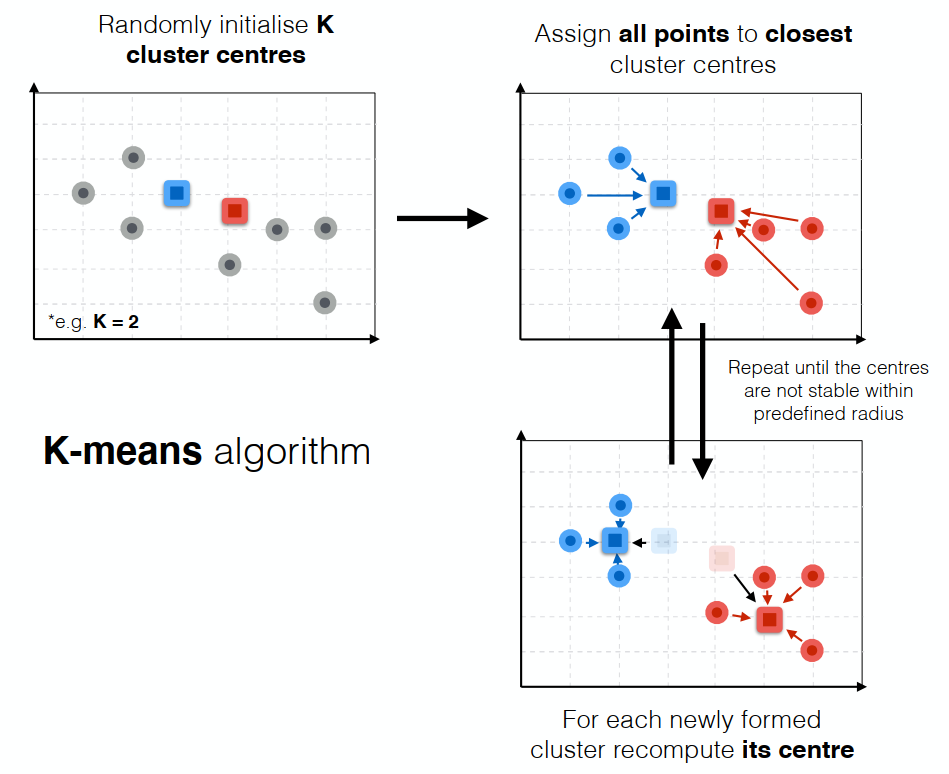 Randomly initialise K
cluster centres
Assign all points to closest
cluster centres
*e.g. K = 2
Repeat until the centres
are not stable within
predefined radius
K-means algorithm
For each newly formed
cluster recompute its centre